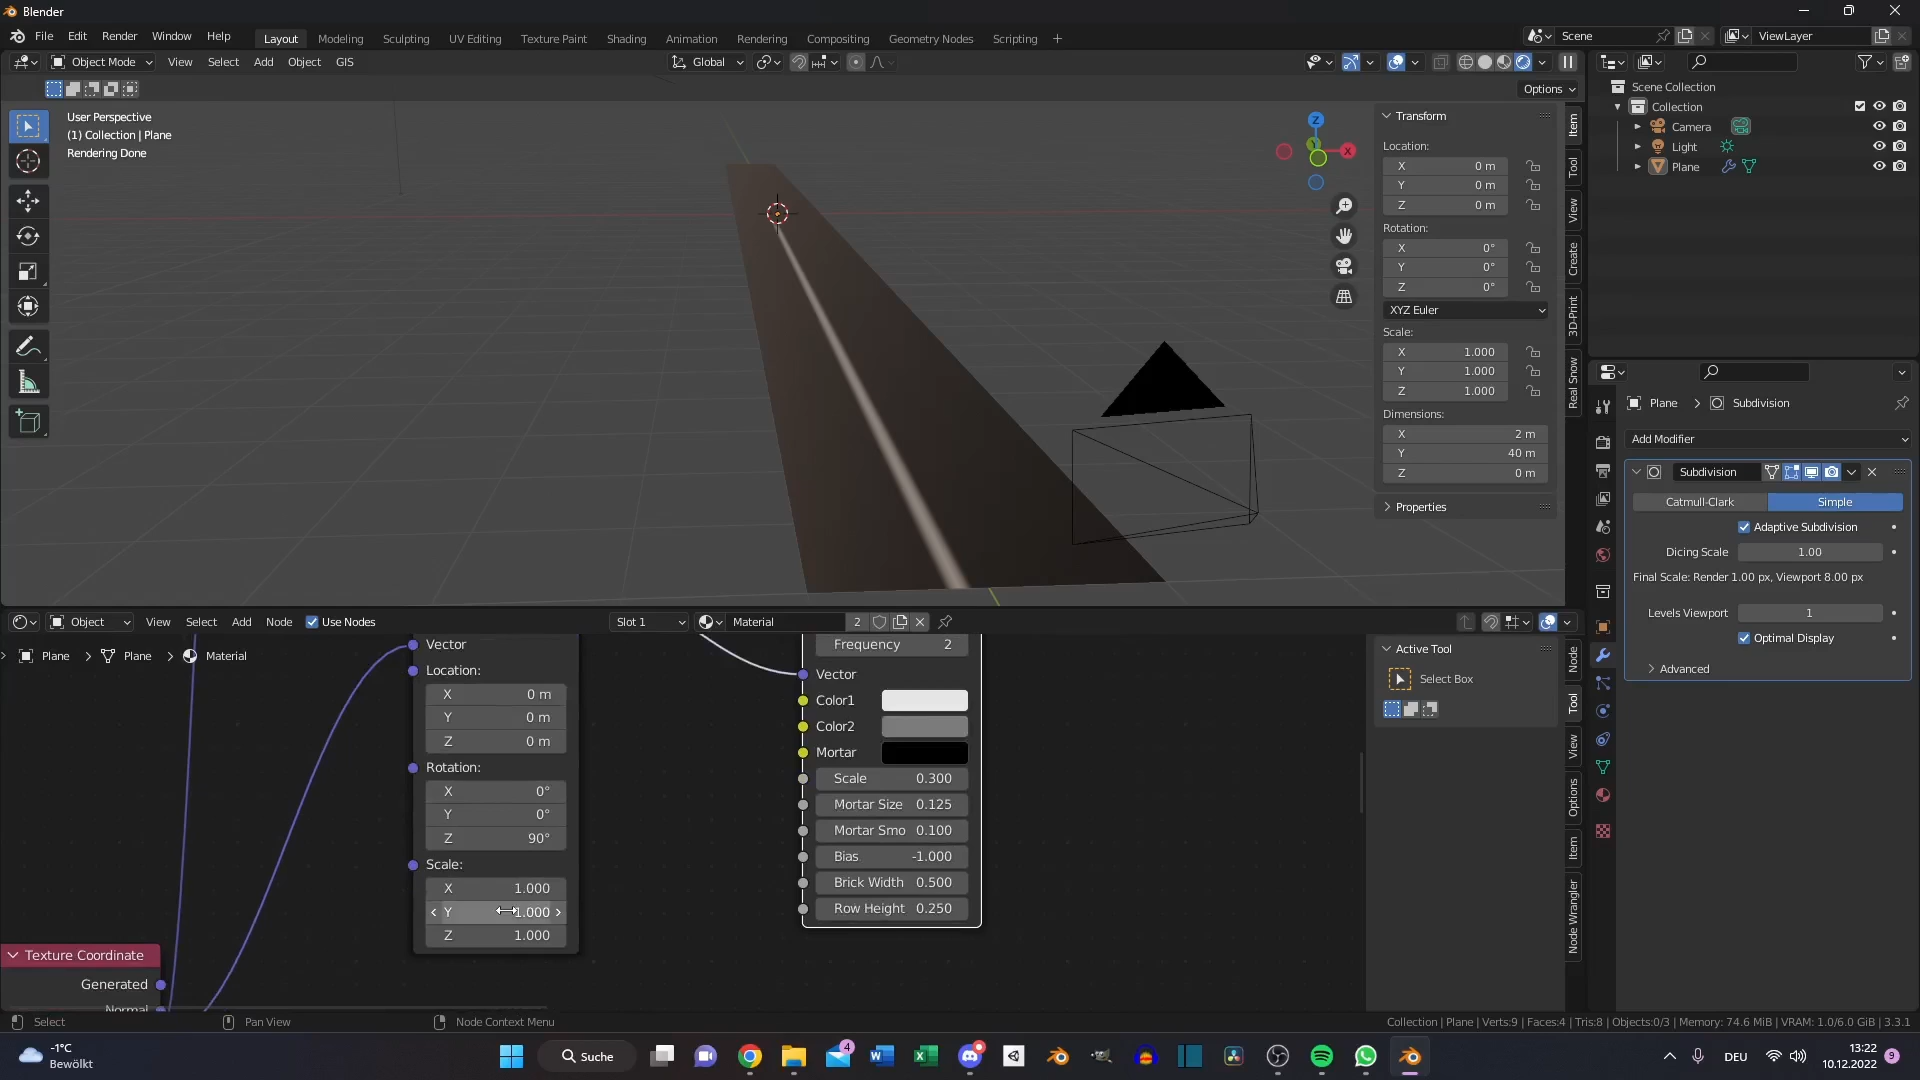 Blender
File Edit Render Window Help
Layout Modeling Sculpting UV Editing Texture Paint Shading Animation Rendering Compositing Geometry Nodes Scripting +
Scene
ViewLayer
Object Mode View Select Add Object GIS
Global
Options
User Perspective
(1) Collection | Plane
Rendering Done
Z
X
Transform
Location:
X 0 m
Y 0 m
Z 0 m
Rotation:
X 0°
Y 0°
Z 0°
XYZ Euler
Scale:
X 1.000
Y 1.000
Z 1.000
Dimensions:
X 2 m
Y 40 m
Z 0 m
Properties
Item
Tool
View
Create
3D-Print
Real Snow
Scene Collection
Collection
Camera
Light
Plane
Plane > Subdivision
Add Modifier
Subdivision
Catmull-Clark Simple
Adaptive Subdivision
Dicing Scale 1.00
Final Scale: Render 1.00 px, Viewport 8.00 px
Levels Viewport 1
Optimal Display
Advanced
Object View Select Add Node Use Nodes
Slot 1
Material 2
Plane > Plane > Material
Vector
Location:
X 0 m
Y 0 m
Z 0 m
Rotation:
X 0°
Y 0°
Z 90°
Scale:
X 1.000
Y 1.000
Z 1.000
Texture Coordinate
Generated
Normal
Frequency 2
Vector
Color1
Color2
Mortar
Scale 0.300
Mortar Size 0.125
Mortar Smo 0.100
Bias -1.000
Brick Width 0.500
Row Height 0.250
Active Tool
Select Box
Node
Tool
View
Options
Item
Node Wrangler
Select
Pan View
Node Context Menu
Collection | Plane | Verts:9 | Faces:4 | Tris:8 | Objects:0/3 | Memory: 74.6 MiB | VRAM: 1.0/6.0 GiB | 3.3.1
-1°C
Bewölkt
Suche
4
DEU
13:22
10.12.2022
9